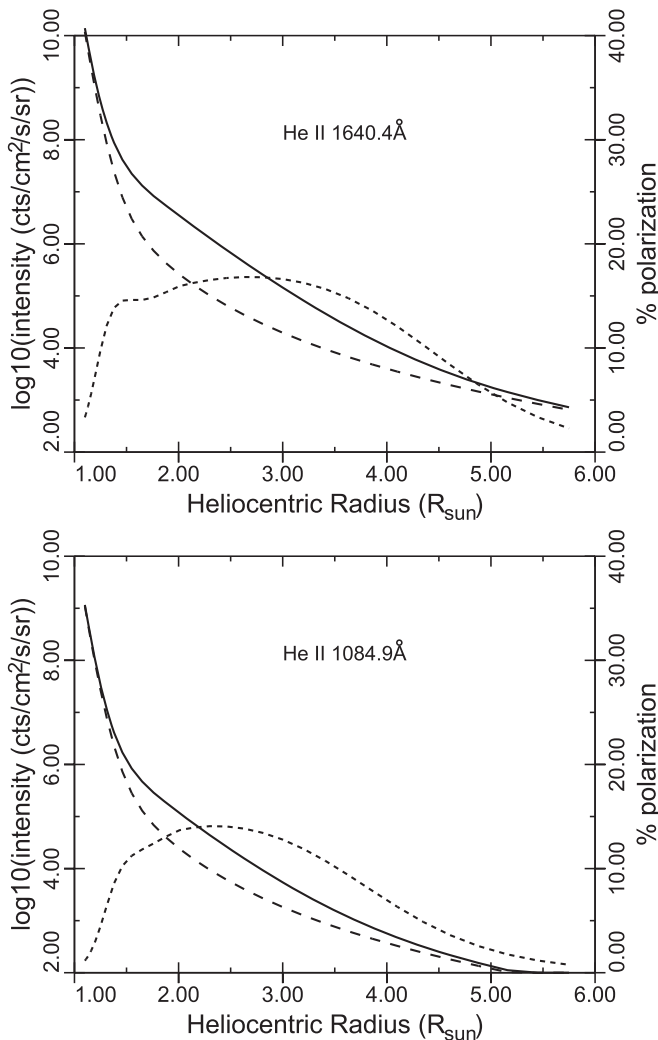 10.00
8.00
6.00
4.00
2.00
log10(intensity (cts/cm²/s/sr))
He II 1640.4Å
40.00
30.00
20.00
10.00
0.00
% polarization
1.00 2.00 3.00 4.00 5.00 6.00
Heliocentric Radius (Rsun)
10.00
8.00
6.00
4.00
2.00
log10(intensity (cts/cm²/s/sr))
He II 1084.9Å
40.00
30.00
20.00
10.00
0.00
% polarization
1.00 2.00 3.00 4.00 5.00 6.00
Heliocentric Radius (Rsun)